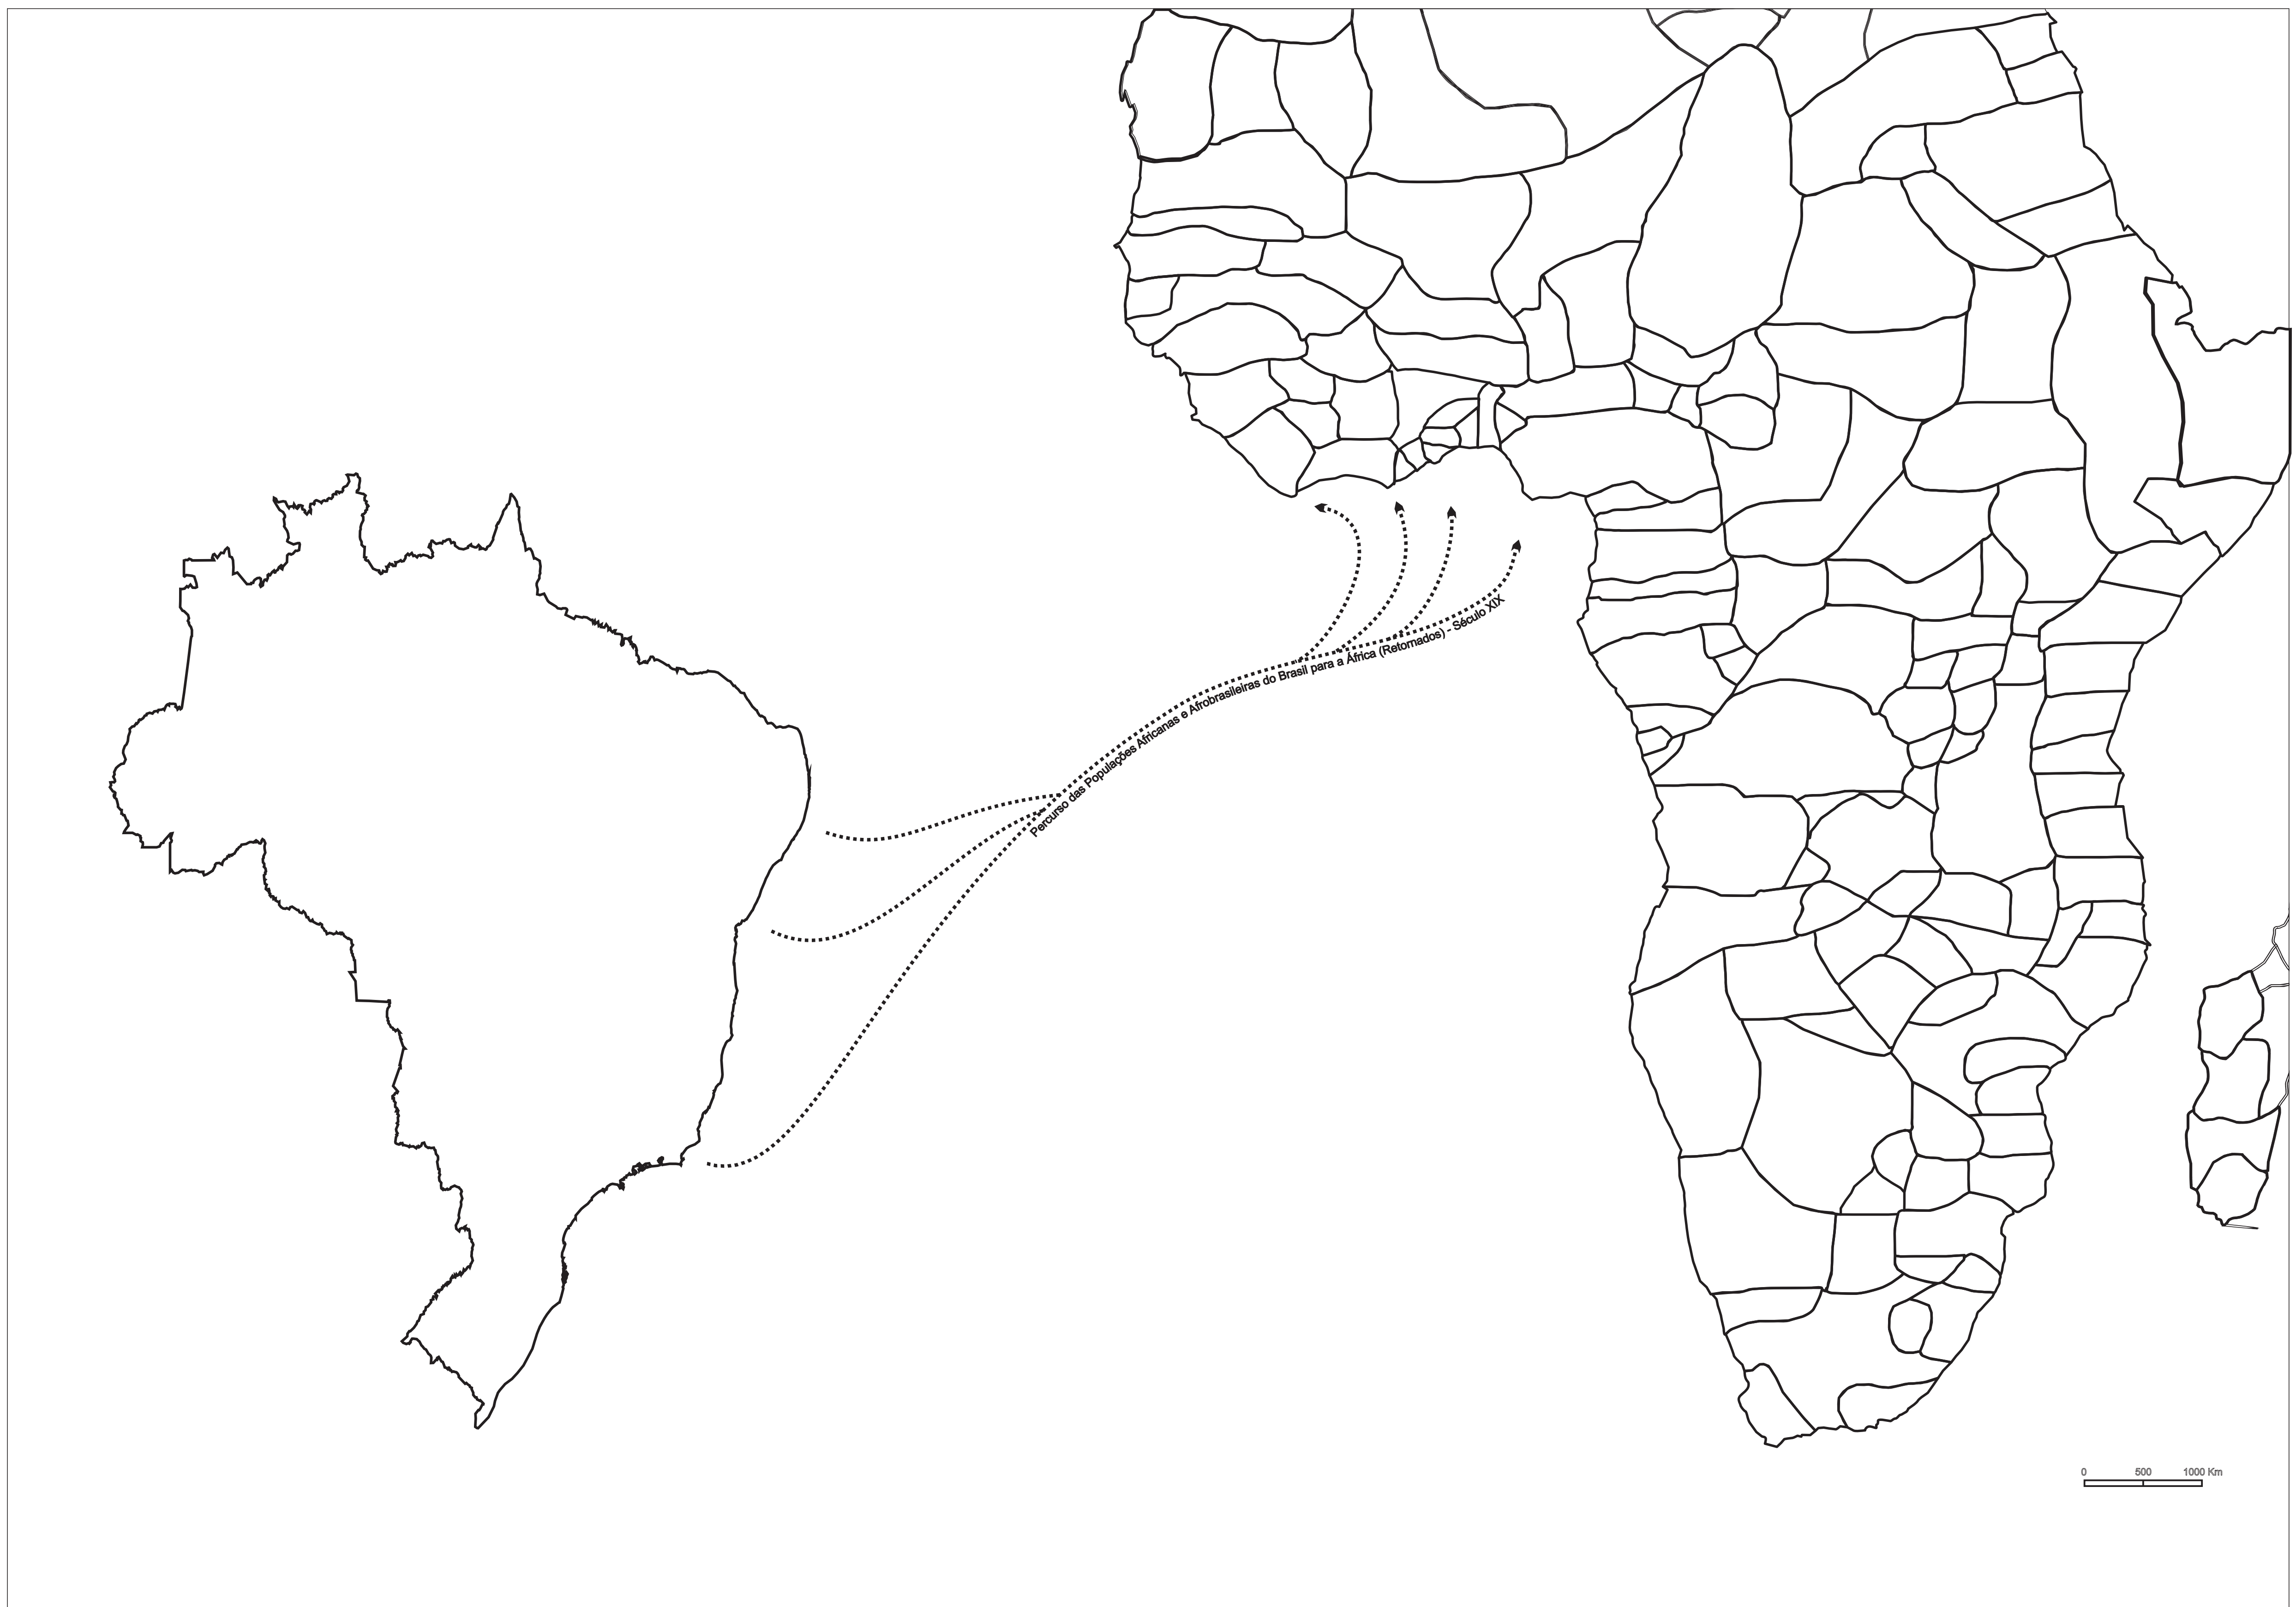 Percurso das Populações Africanas e Afrobrasileiras do Brasil para a África (Retornados) - Século XIX
0 500 1000 Km